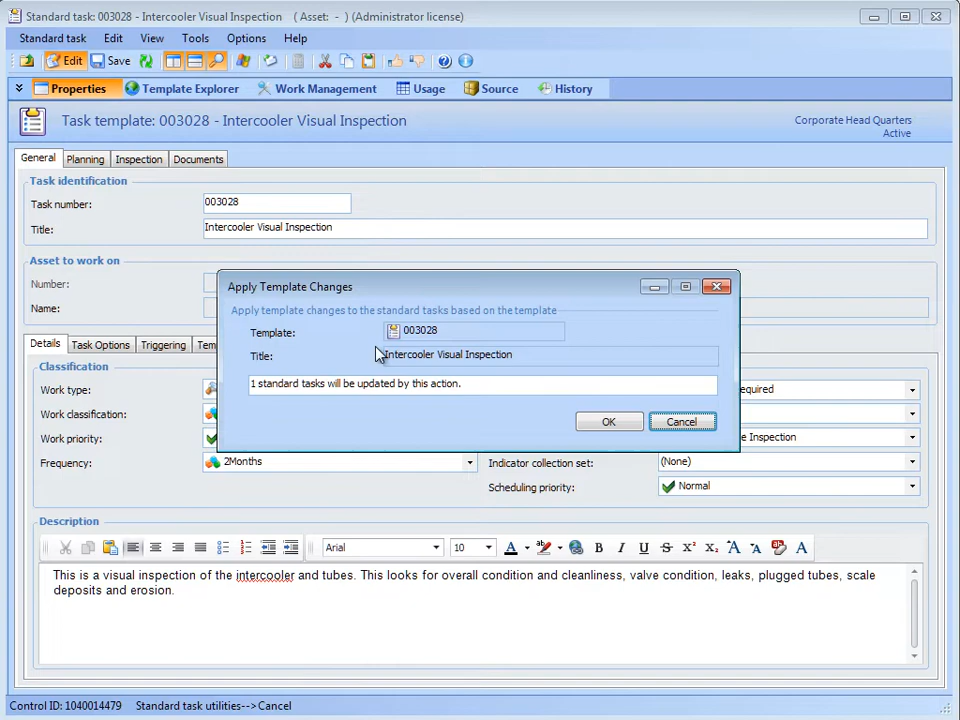 Standard task: 003028 - Intercooler Visual Inspection   ( Asset:  -  ) (Administrator license)
Standard task Edit View Tools Options Help
Edit Save
Properties Template Explorer Work Management Usage Source History
Task template: 003028 - Intercooler Visual Inspection
Corporate Head Quarters
Active
General Planning Inspection Documents
Task identification
Task number: 003028
Title: Intercooler Visual Inspection
Asset to work on
Number:
Name:
Apply Template Changes
Apply template changes to the standard tasks based on the template
Template: 003028
Title: Intercooler Visual Inspection
1 standard tasks will be updated by this action.
OK Cancel
Details Task Options Triggering Tem
Classification
Work type: equired
Work classification:
Work priority: e Inspection
Frequency: 2Months
Indicator collection set: (None)
Scheduling priority: Normal
Description
Arial 10 A ab B I U S X² X₂ A A A
This is a visual inspection of the intercooler and tubes. This looks for overall condition and cleanliness, valve condition, leaks, plugged tubes, scale
deposits and erosion.
Control ID: 1040014479 Standard task utilities-->Cancel